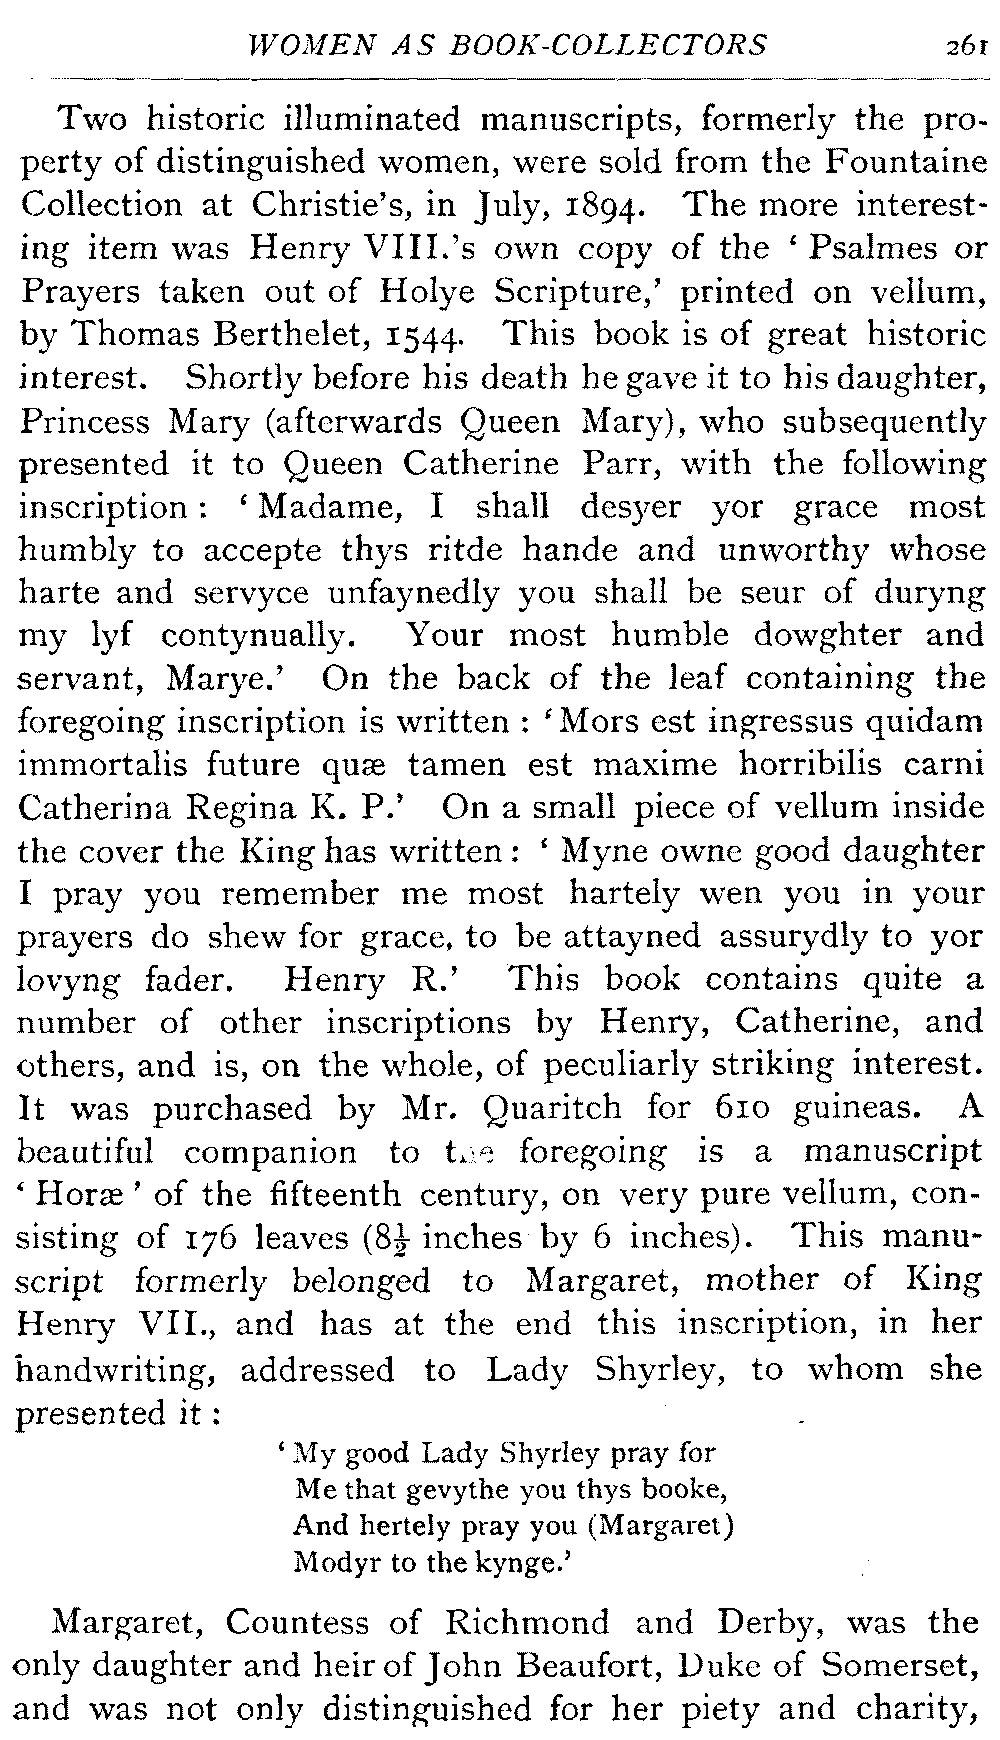 WOMEN AS BOOK-COLLECTORS 261
Two historic illuminated manuscripts, formerly the pro-
perty of distinguished women, were sold from the Fountaine
Collection at Christie's, in July, 1894. The more interest-
ing item was Henry VIII.'s own copy of the ‘Psalmes or
Prayers taken out of Holye Scripture,’ printed on vellum,
by Thomas Berthelet, 1544. This book is of great historic
interest. Shortly before his death he gave it to his daughter,
Princess Mary (afterwards Queen Mary), who subsequently
presented it to Queen Catherine Parr, with the following
inscription : ‘Madame, I shall desyer yor grace most
humbly to accepte thys ritde hande and unworthy whose
harte and servyce unfaynedly you shall be seur of duryng
my lyf contynually. Your most humble dowghter and
servant, Marye.’ On the back of the leaf containing the
foregoing inscription is written : ‘Mors est ingressus quidam
immortalis future quæ tamen est maxime horribilis carni
Catherina Regina K. P.’ On a small piece of vellum inside
the cover the King has written : ‘Myne owne good daughter
I pray you remember me most hartely wen you in your
prayers do shew for grace, to be attayned assurydly to yor
lovyng fader. Henry R.’ This book contains quite a
number of other inscriptions by Henry, Catherine, and
others, and is, on the whole, of peculiarly striking interest.
It was purchased by Mr. Quaritch for 610 guineas. A
beautiful companion to the foregoing is a manuscript
‘Horæ’ of the fifteenth century, on very pure vellum, con-
sisting of 176 leaves (8½ inches by 6 inches). This manu-
script formerly belonged to Margaret, mother of King
Henry VII., and has at the end this inscription, in her
handwriting, addressed to Lady Shyrley, to whom she
presented it :
‘My good Lady Shyrley pray for
Me that gevythe you thys booke,
And hertely pray you (Margaret)
Modyr to the kynge.’
Margaret, Countess of Richmond and Derby, was the
only daughter and heir of John Beaufort, Duke of Somerset,
and was not only distinguished for her piety and charity,